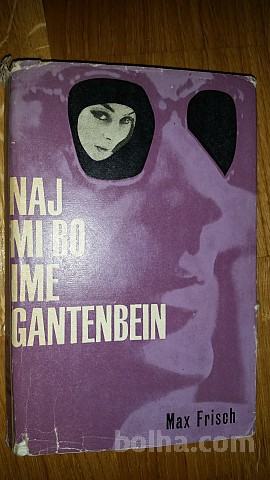 NAJ
MI BO
IME
GANTENBEIN
Max Frisch
bolha.com